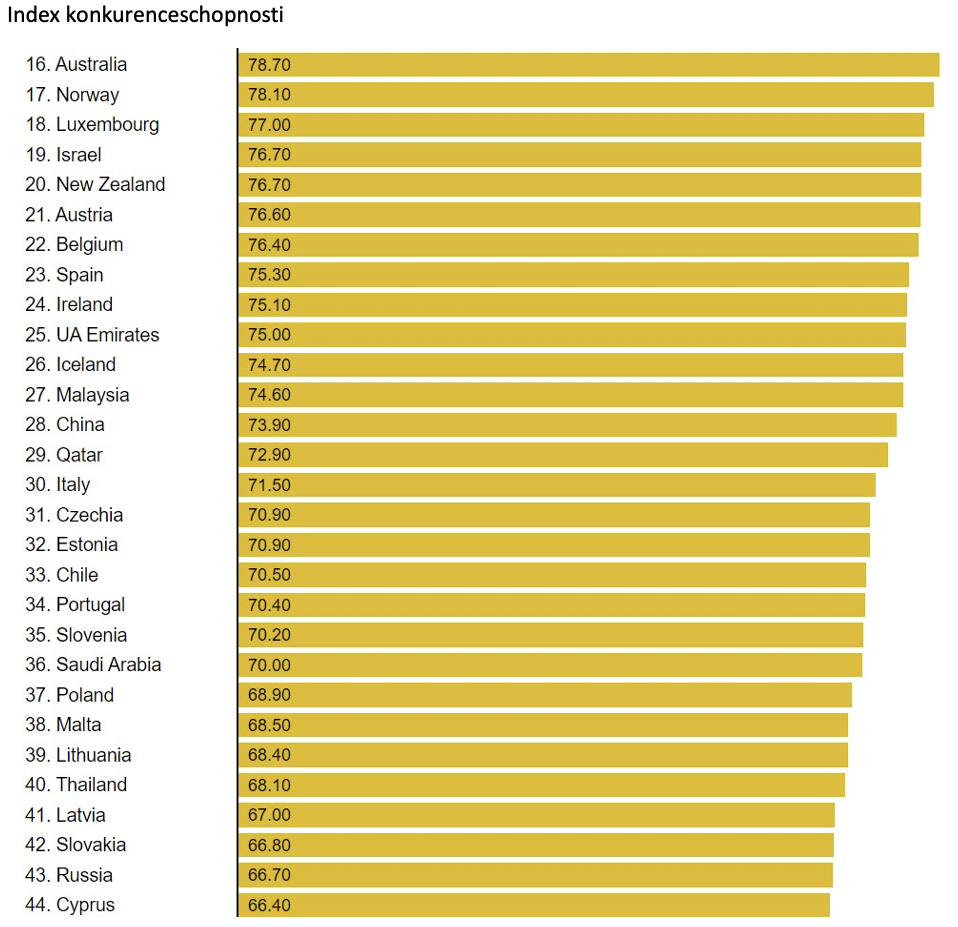 Index konkurenceschopnosti
16. Australia 78.70
17. Norway 78.10
18. Luxembourg 77.00
19. Israel 76.70
20. New Zealand 76.70
21. Austria 76.60
22. Belgium 76.40
23. Spain 75.30
24. Ireland 75.10
25. UA Emirates 75.00
26. Iceland 74.70
27. Malaysia 74.60
28. China 73.90
29. Qatar 72.90
30. Italy 71.50
31. Czechia 70.90
32. Estonia 70.90
33. Chile 70.50
34. Portugal 70.40
35. Slovenia 70.20
36. Saudi Arabia 70.00
37. Poland 68.90
38. Malta 68.50
39. Lithuania 68.40
40. Thailand 68.10
41. Latvia 67.00
42. Slovakia 66.80
43. Russia 66.70
44. Cyprus 66.40